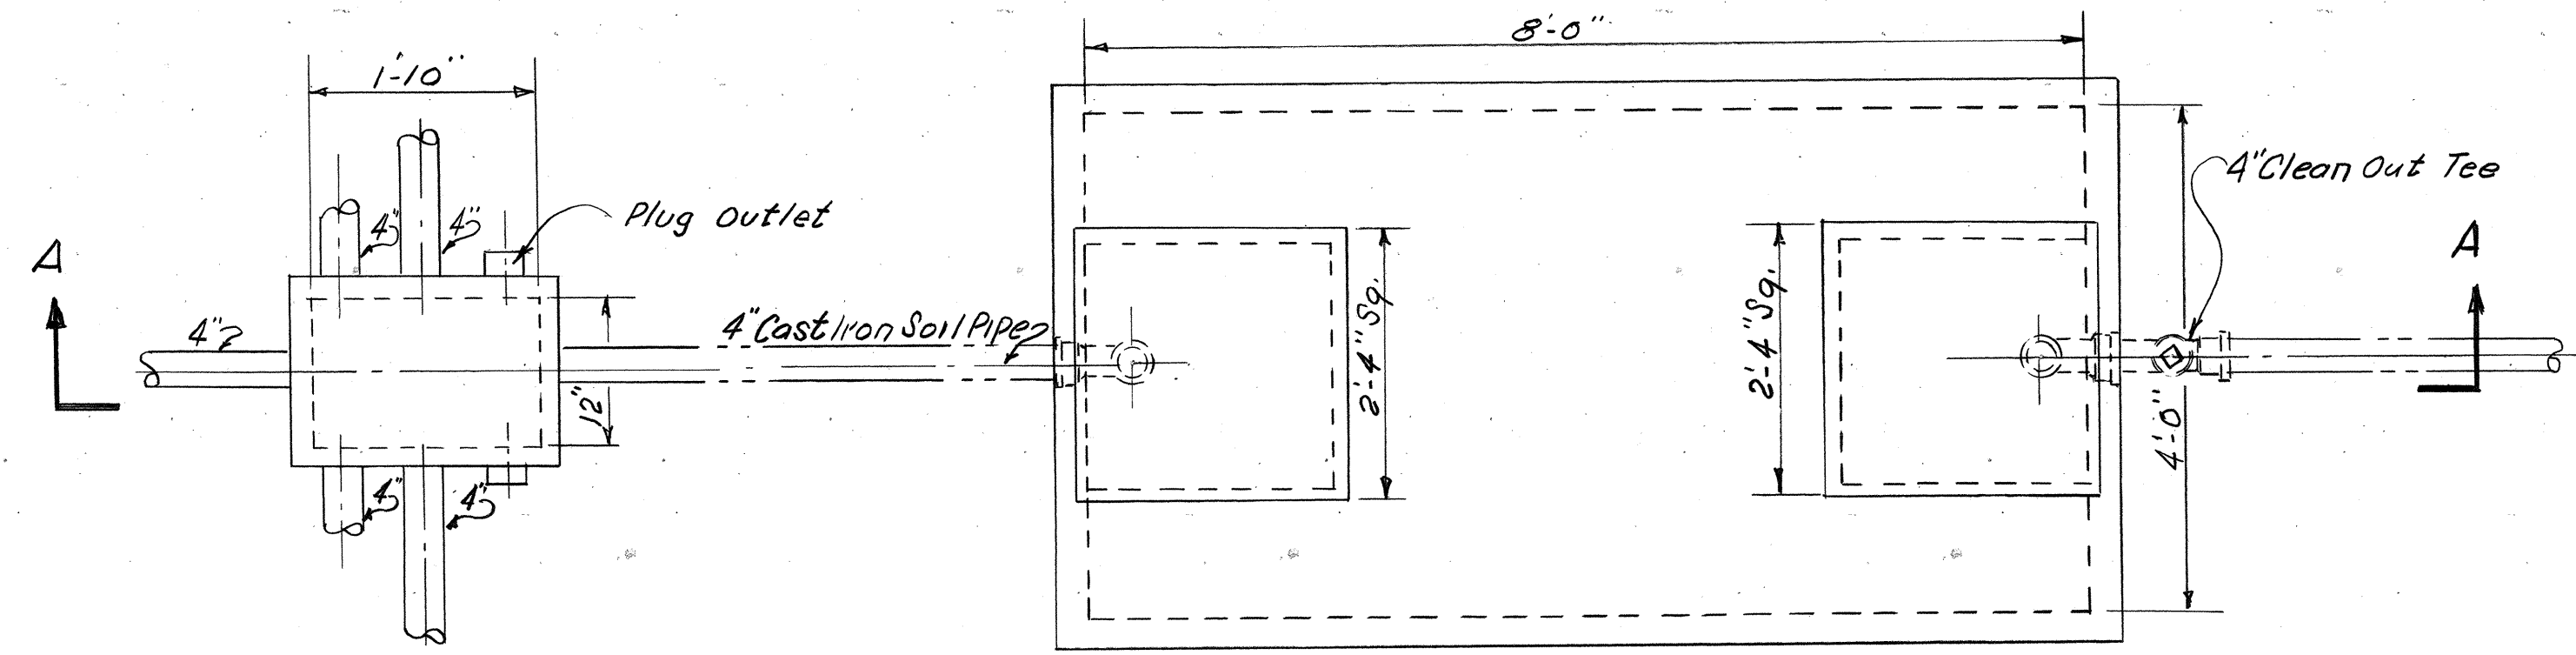 8'-0"
1'-10"
4" Clean Out Tee
4"
4"
Plug Outlet
A
A
2'-4" Sq.
2'-4" Sq.
4"
4" Cast Iron Soil Pipe
12"
4'-0"
4"
4"